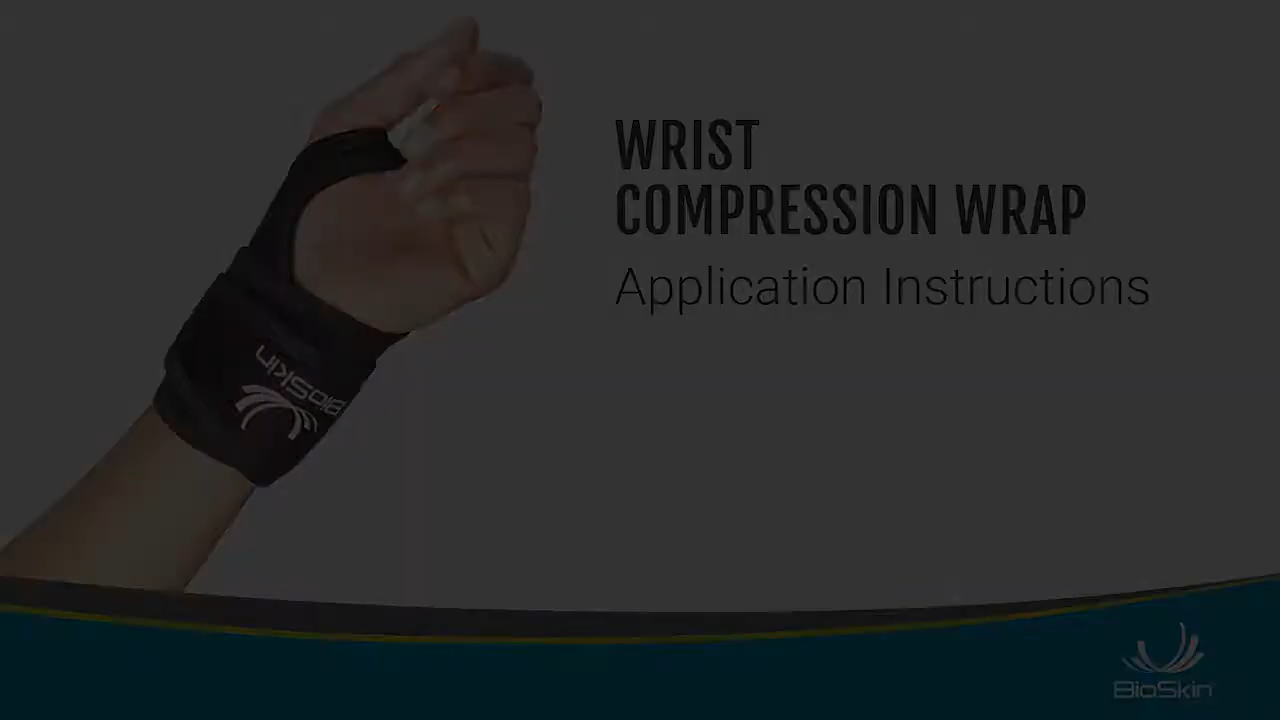 WRIST
COMPRESSION WRAP
Application Instructions
BioSkin
BioSkin